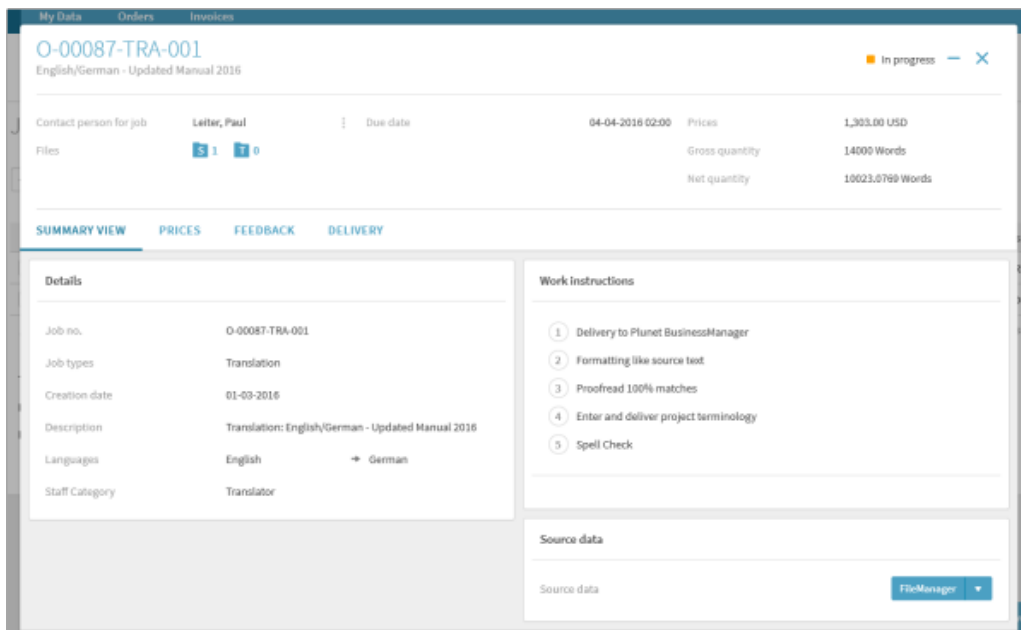 My Data Orders Invoices
O-00087-TRA-001
English/German - Updated Manual 2016
In progress
Contact person for job Leiter, Paul Due date 04-04-2016 02:00 Prices 1,303.00 USD
Files S 1 T 0 Gross quantity 14000 Words
Net quantity 10023.0769 Words
SUMMARY VIEW PRICES FEEDBACK DELIVERY
Details
Job no. O-00087-TRA-001
Job types Translation
Creation date 01-03-2016
Description Translation: English/German - Updated Manual 2016
Languages English → German
Staff Category Translator
Work instructions
1 Delivery to Plunet BusinessManager
2 Formatting like source text
3 Proofread 100% matches
4 Enter and deliver project terminology
5 Spell Check
Source data
Source data FileManager